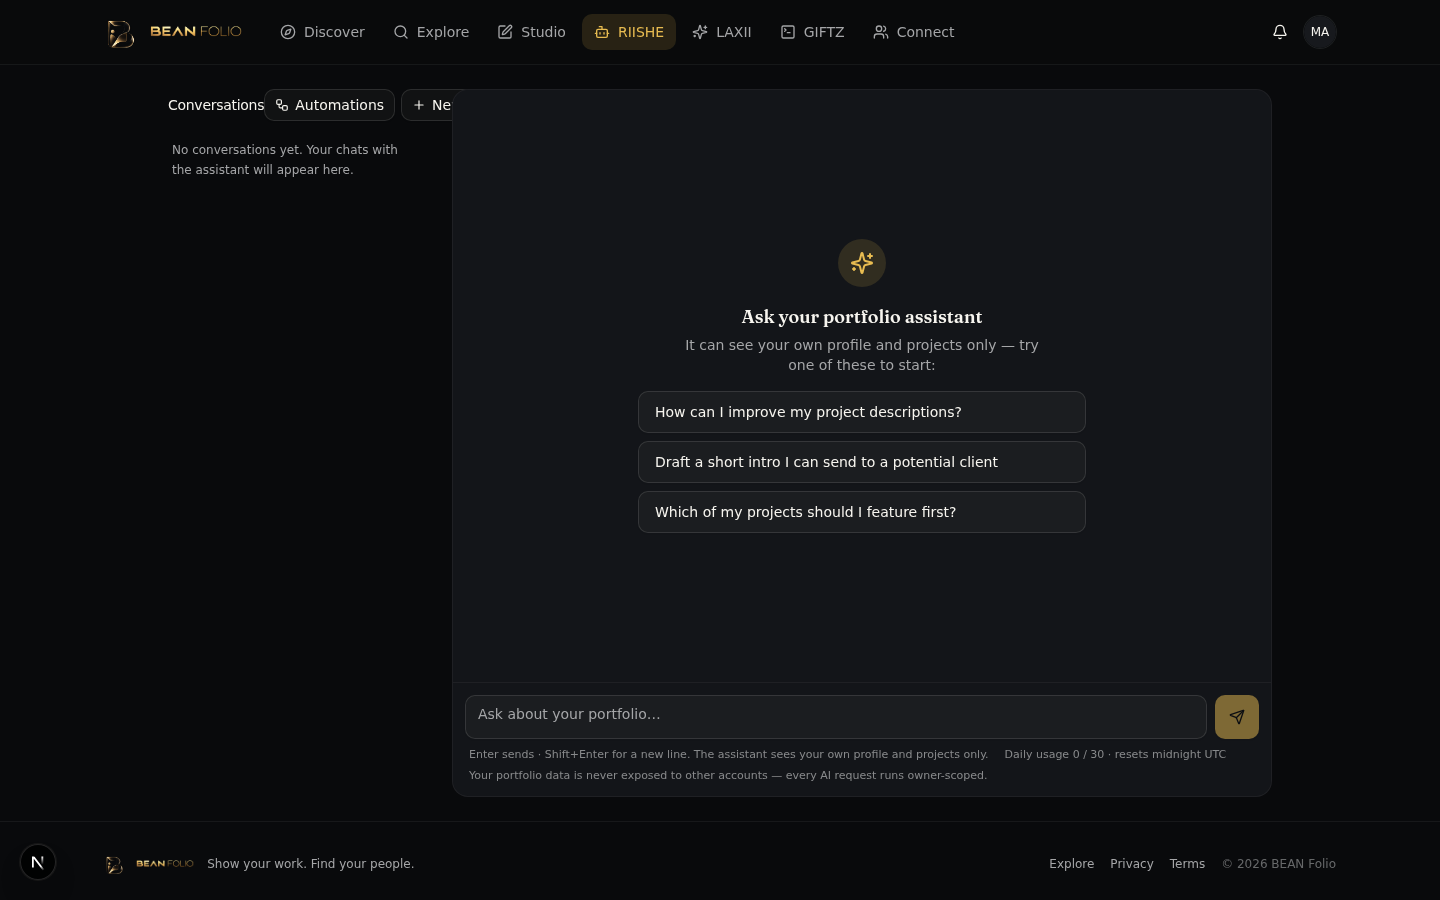 BEAN FOLIO
Discover
Explore
Studio
RIISHE
LAXII
GIFTZ
Connect
MA
Conversations
Automations
No conversations yet. Your chats with
the assistant will appear here.
Ask your portfolio assistant
It can see your own profile and projects only — try
one of these to start:
How can I improve my project descriptions?
Draft a short intro I can send to a potential client
Which of my projects should I feature first?
Ask about your portfolio...
Enter sends · Shift+Enter for a new line. The assistant sees your own profile and projects only.
Daily usage 0 / 30 · resets midnight UTC
Your portfolio data is never exposed to other accounts — every AI request runs owner-scoped.
N
BEAN FOLIO
Show your work. Find your people.
Explore
Privacy
Terms
© 2026 BEAN Folio